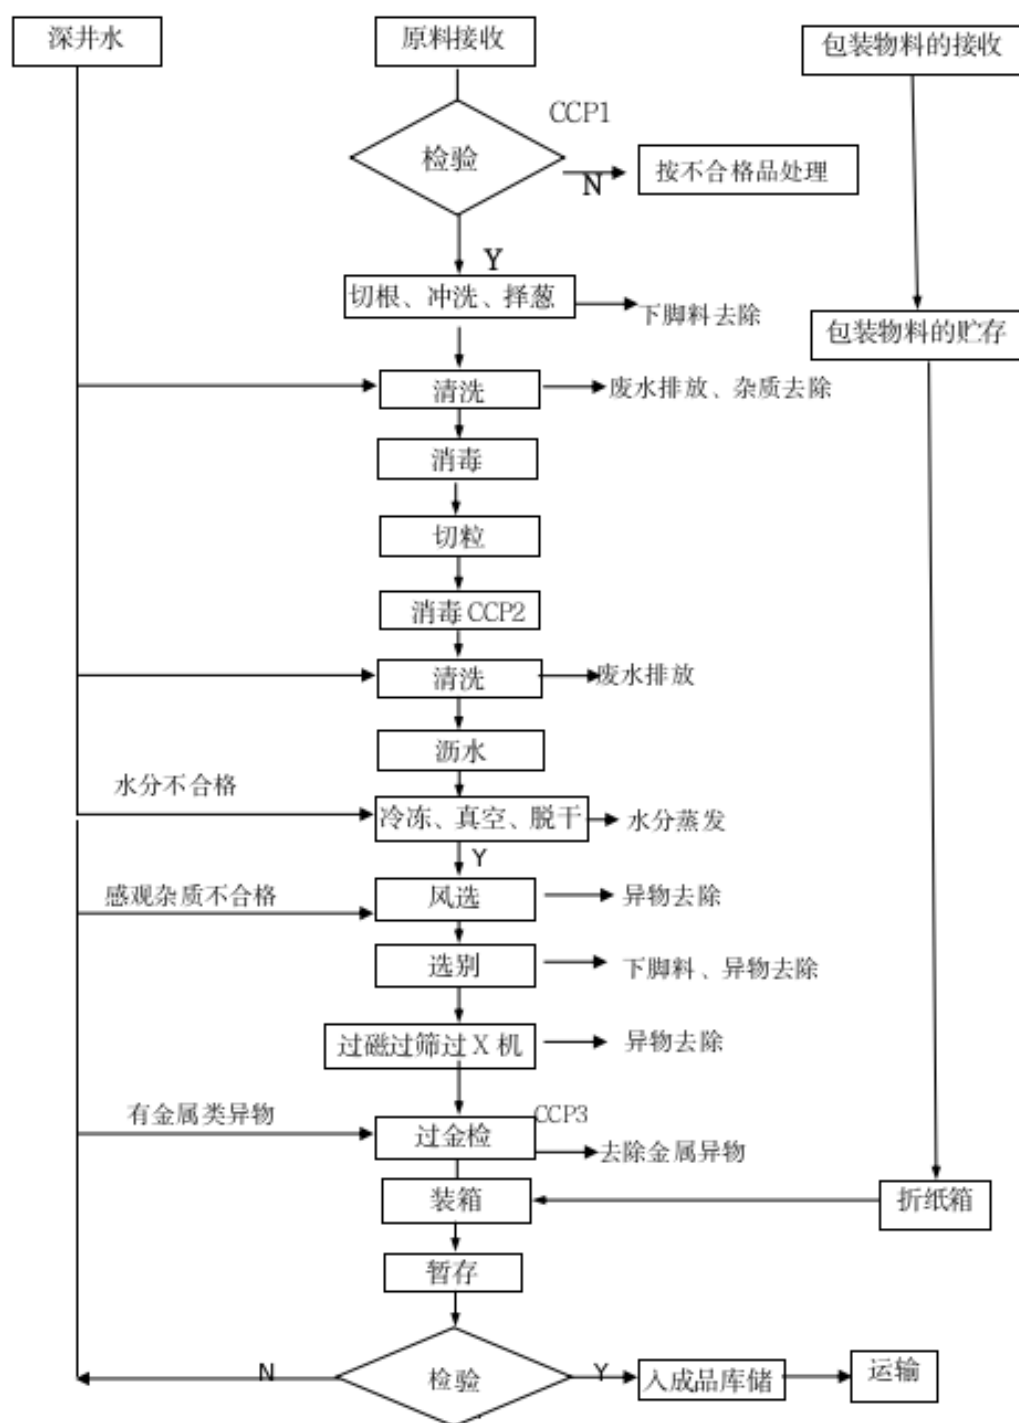 深井水
原料接收
包装物料的接收
CCP1
检验
按不合格品处理
N
Y
切根、冲洗、择葱
下脚料去除
包装物料的贮存
清洗
废水排放、杂质去除
消毒
切粒
消毒CCP2
清洗
废水排放
沥水
水分不合格
冷冻、真空、脱干
水分蒸发
Y
感观杂质不合格
风选
异物去除
选别
下脚料、异物去除
过磁过筛过X机
异物去除
有金属类异物
CCP3
过金检
去除金属异物
装箱
折纸箱
暂存
N
检验
Y
入成品库储
运输